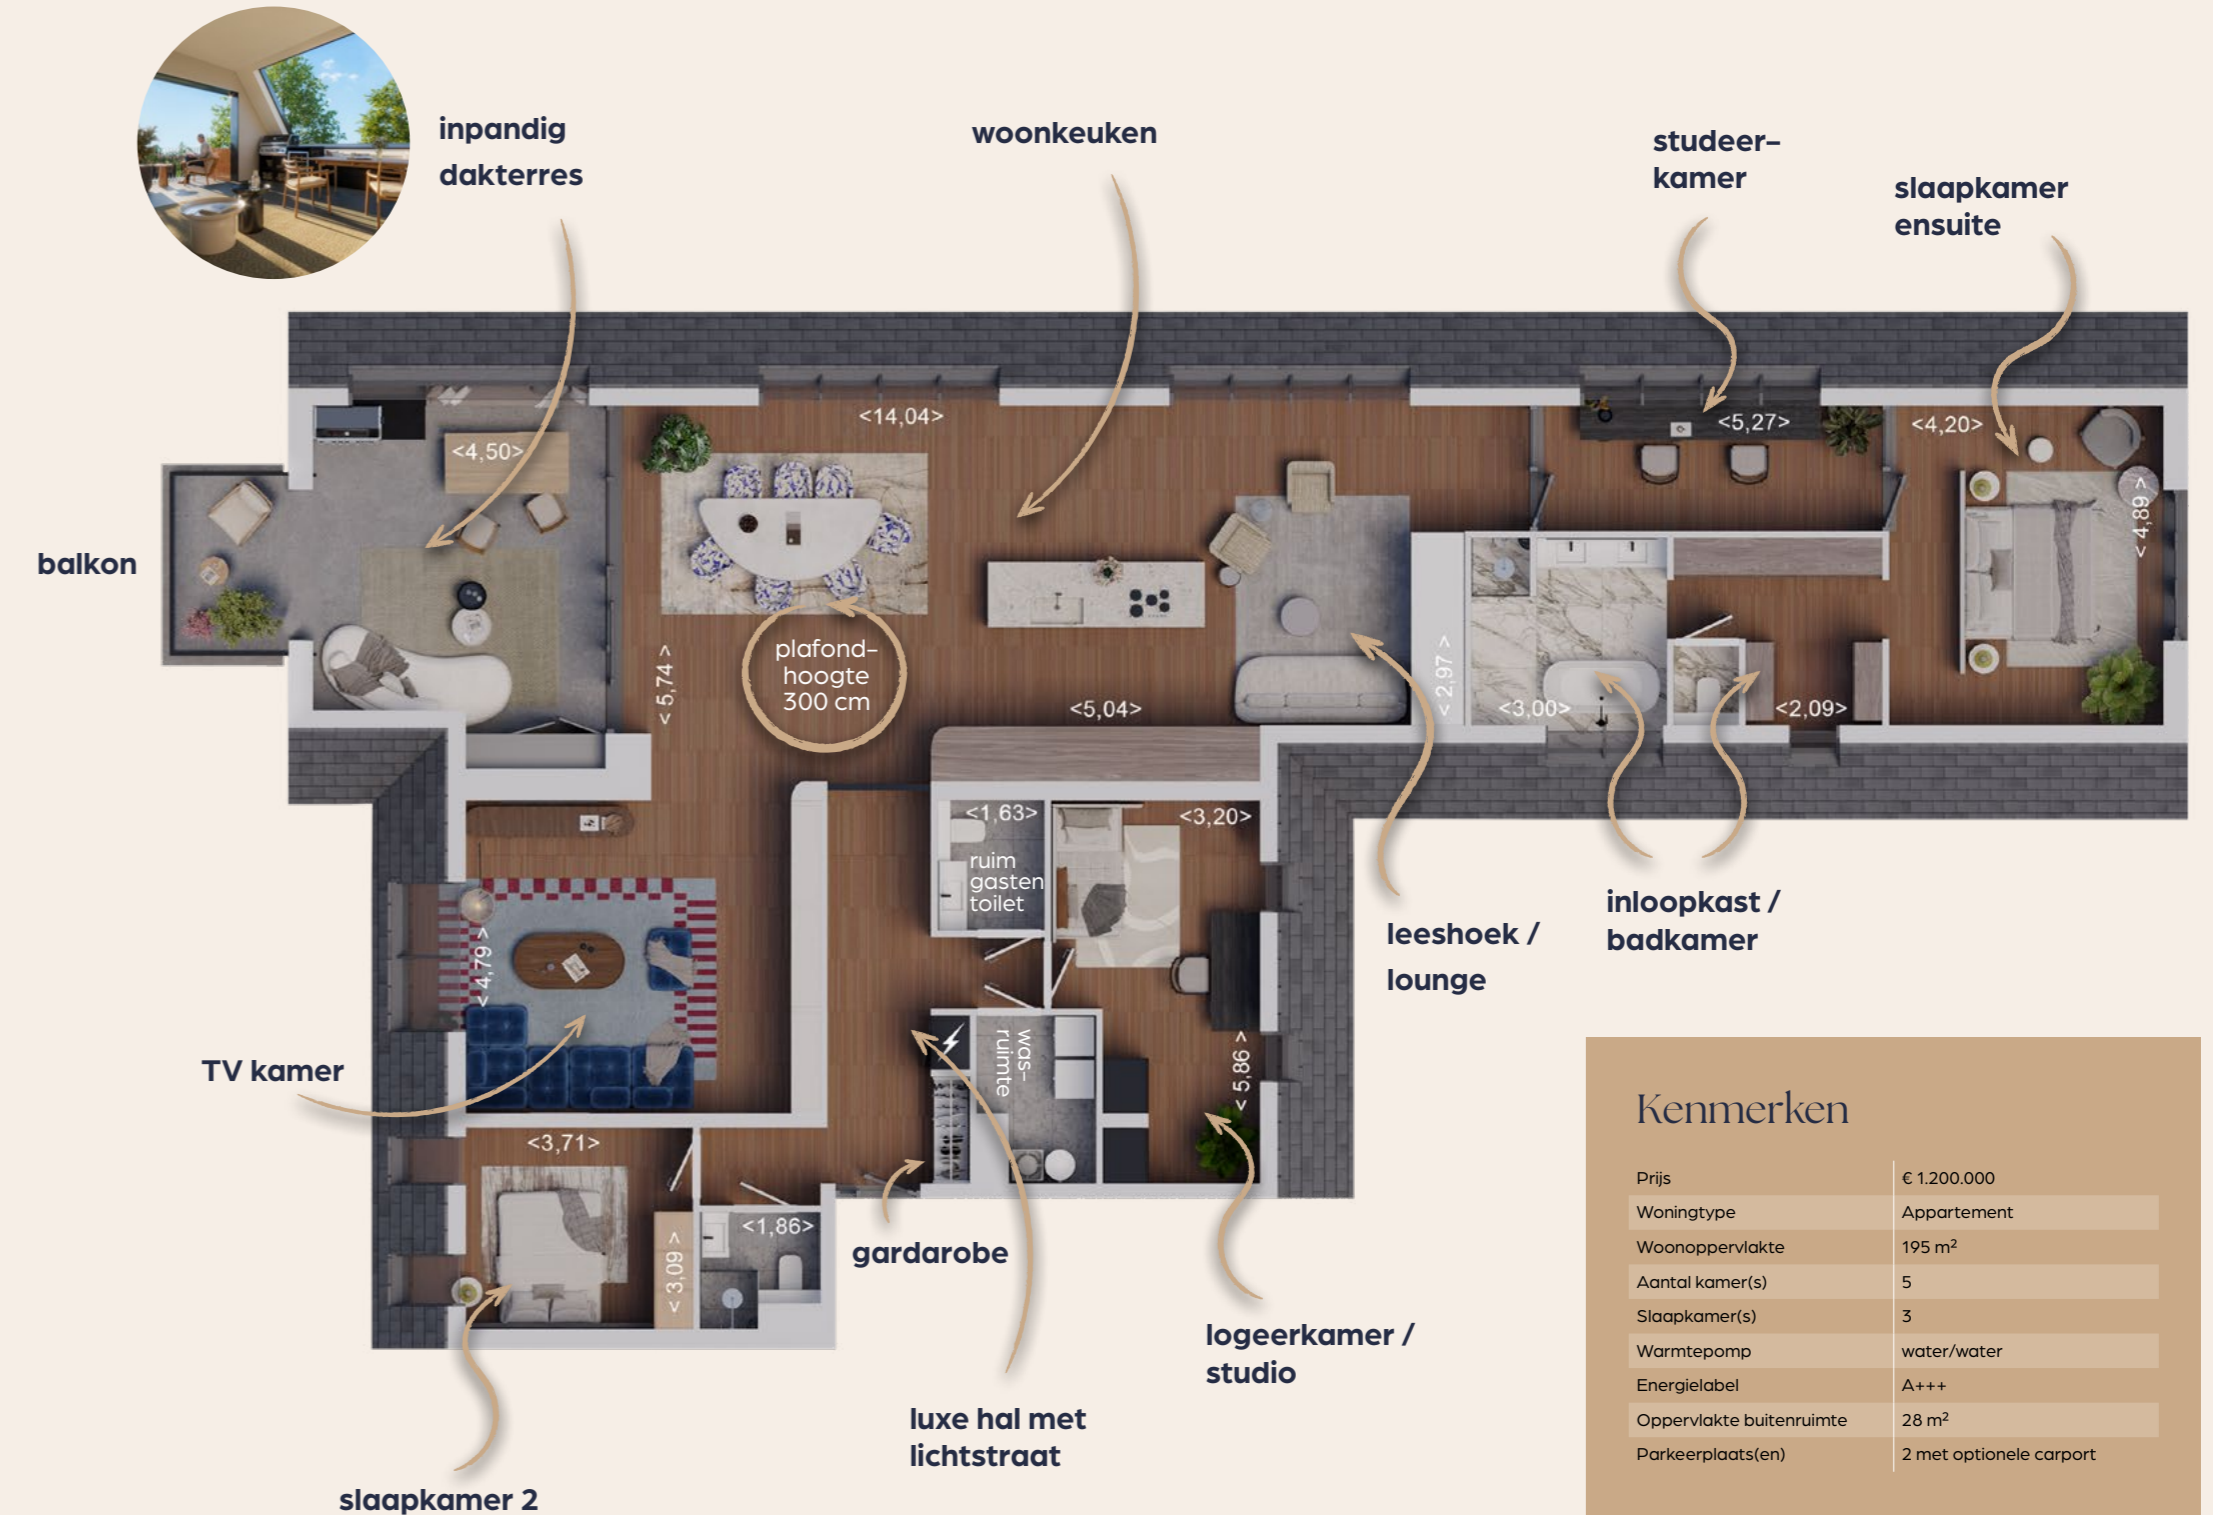 inpandig
dakterres
woonkeuken
studeer-
kamer
slaapkamer
ensuite
<14,04>
<5,27>
<4,20>
<4,50>
< 4,89 >
balkon
plafond-
hoogte
300 cm
< 5,74 >
<5,04>
< 2,97 >
<3,00>
<2,09>
<1,63>
<3,20>
ruim
gasten
toilet
inloopkast /
badkamer
leeshoek /
lounge
< 4,79 >
was-
ruimte
< 5,86 >
TV kamer
<3,71>
<1,86>
< 3,09 >
gardarobe
logeerkamer /
studio
luxe hal met
lichtstraat
slaapkamer 2
Kenmerken
Prijs € 1.200.000
Woningtype Appartement
Woonoppervlakte 195 m²
Aantal kamer(s) 5
Slaapkamer(s) 3
Warmtepomp water/water
Energielabel A+++
Oppervlakte buitenruimte 28 m²
Parkeerplaats(en) 2 met optionele carport